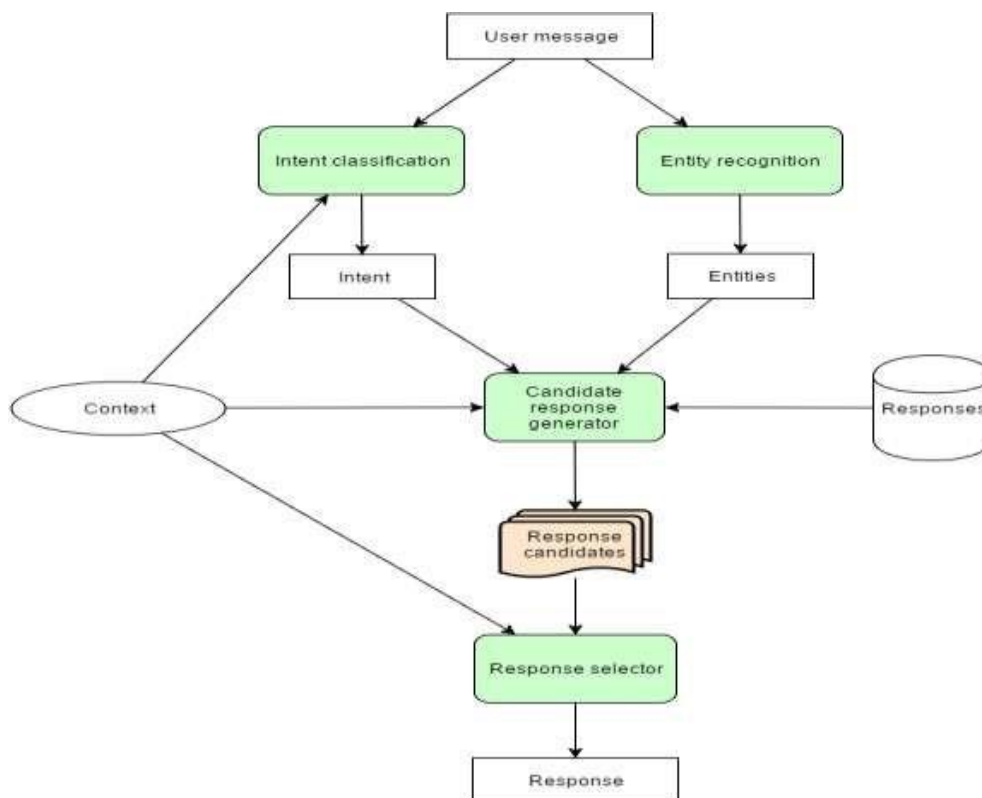 User message
Intent classification
Entity recognition
Intent
Entities
Context
Candidate
response
generator
Responses
Response
candidates
Response selector
Response